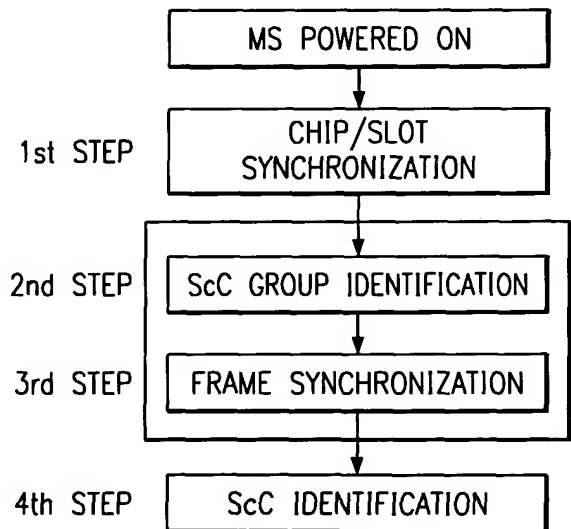 MS POWERED ON
1st STEP
CHIP/SLOT
SYNCHRONIZATION
2nd STEP
ScC GROUP IDENTIFICATION
3rd STEP
FRAME SYNCHRONIZATION
4th STEP
ScC IDENTIFICATION